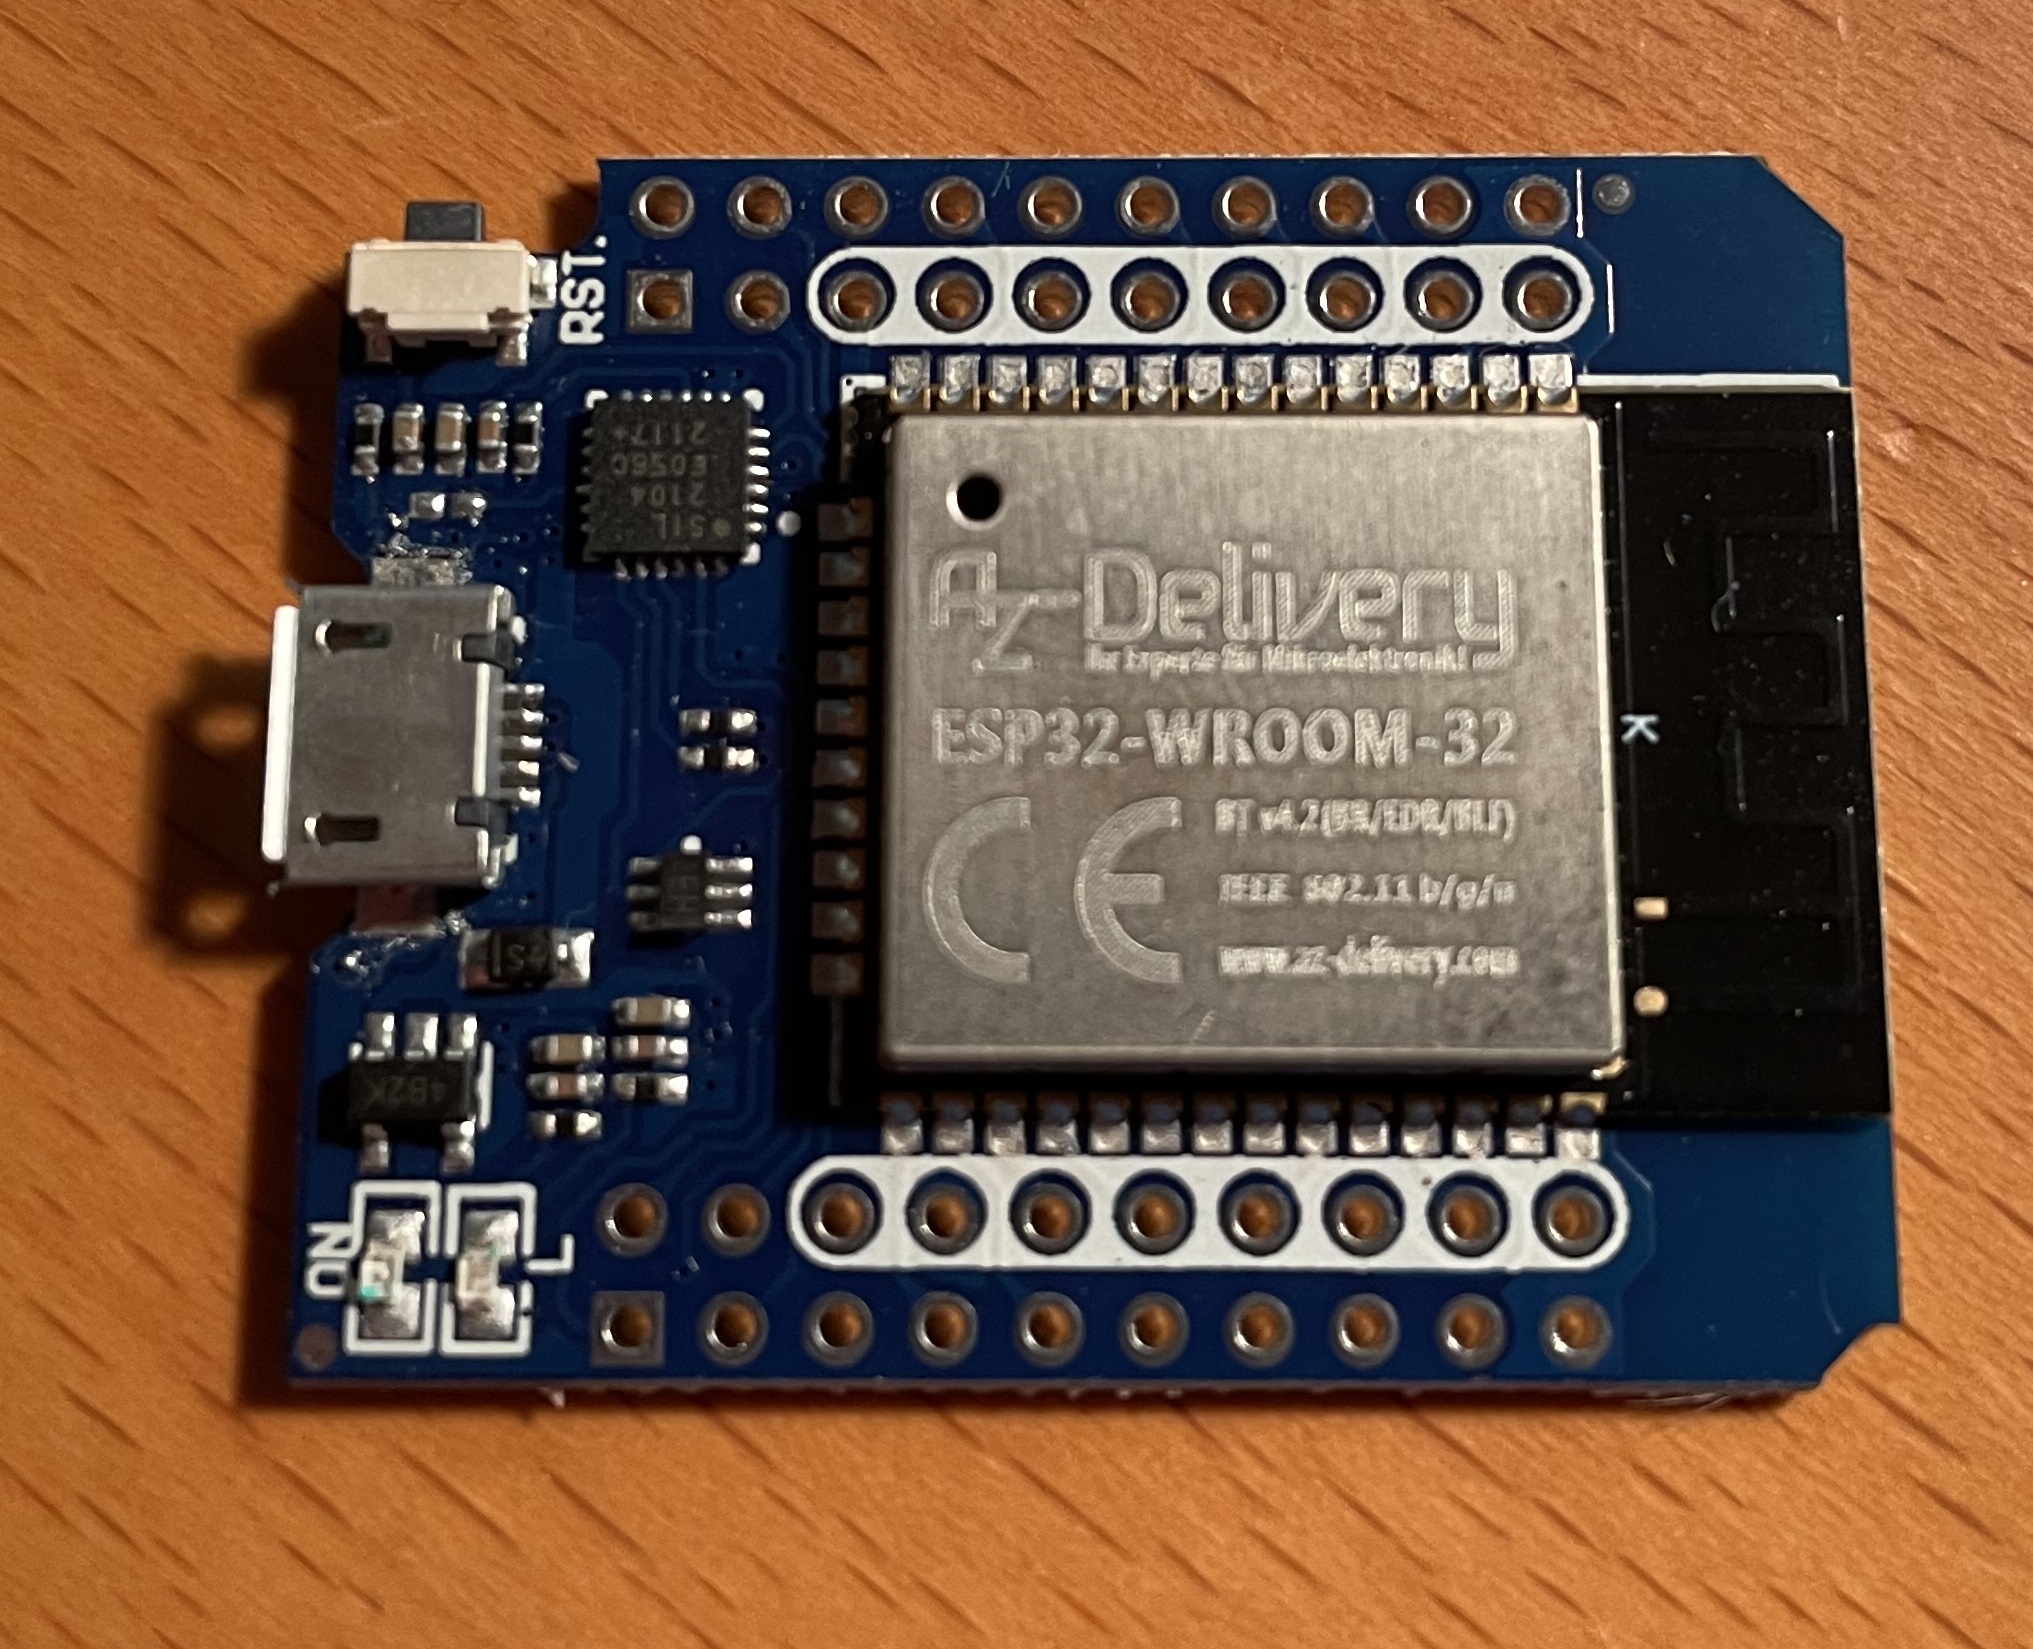 RST.
SIL
2104
E056C
2117+
AZ-Delivery
Ihr Experte für Mikroelektronik!
ESP32-WROOM-32
CE
BT v4.2(BR/EDR/BLE)
IEEE 802.11 b/g/n
www.az-delivery.com
K
S4
4B2K
ON
L